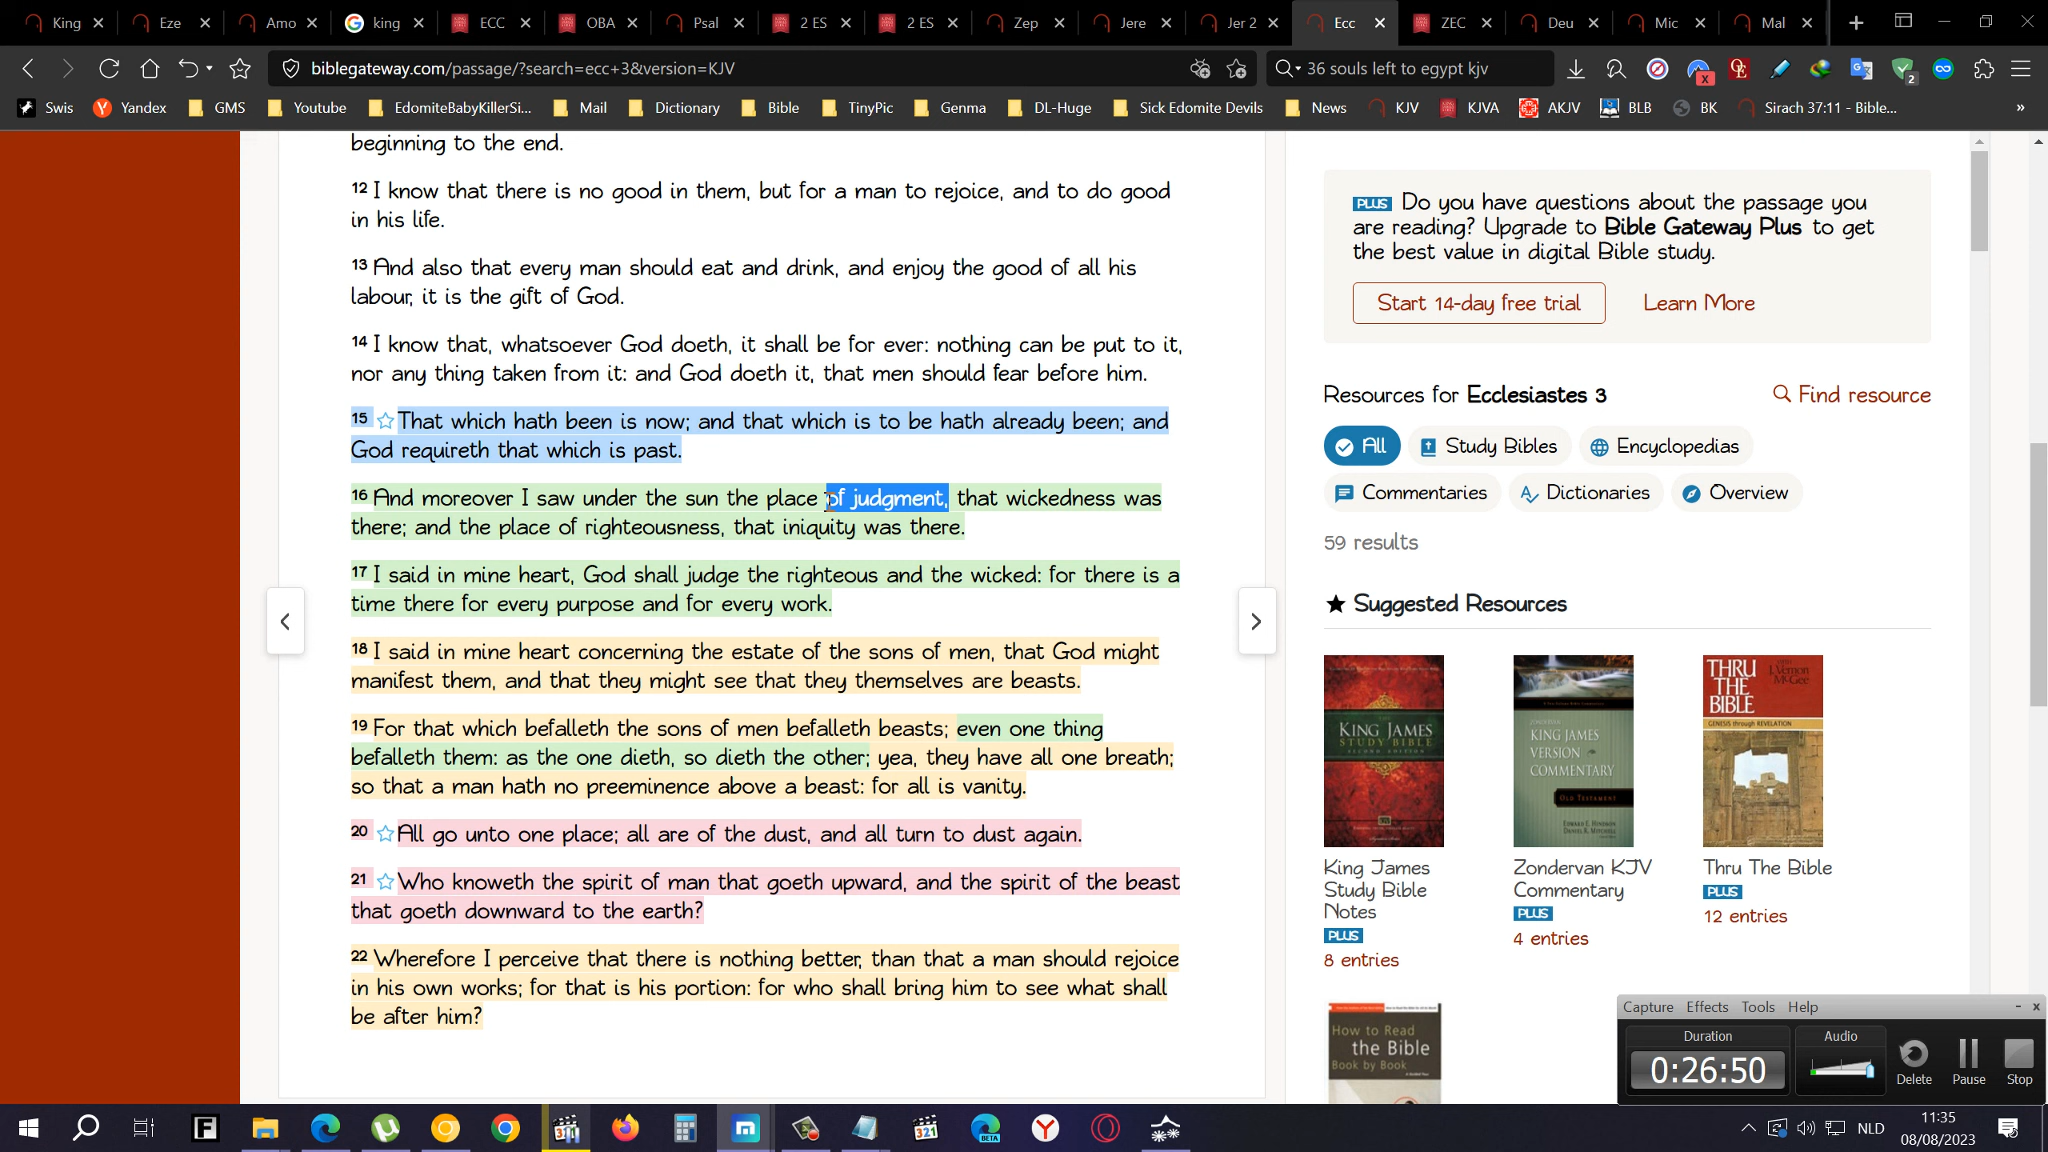 King
Eze
Amo
king
ECC
OBA
Psal
2 ES
2 ES
Zep
Jere
Jer 2
Ecc
ZEC
Deu
Mic
Mal
biblegateway.com/passage/?search=ecc+3&version=KJV
36 souls left to egypt kjv
Swis
Yandex
GMS
Youtube
EdomiteBabyKillerSi...
Mail
Dictionary
Bible
TinyPic
Genma
DL-Huge
Sick Edomite Devils
News
KJV
KJVA
AKJV
BLB
BK
Sirach 37:11 - Bible...
beginning to the end.
12 I know that there is no good in them, but for a man to rejoice, and to do good
in his life.
13 And also that every man should eat and drink, and enjoy the good of all his
labour, it is the gift of God.
14 I know that, whatsoever God doeth, it shall be for ever: nothing can be put to it,
nor any thing taken from it: and God doeth it, that men should fear before him.
15 That which hath been is now; and that which is to be hath already been; and
God requireth that which is past.
16 And moreover I saw under the sun the place of judgment, that wickedness was
there; and the place of righteousness, that iniquity was there.
17 I said in mine heart, God shall judge the righteous and the wicked: for there is a
time there for every purpose and for every work.
18 I said in mine heart concerning the estate of the sons of men, that God might
manifest them, and that they might see that they themselves are beasts.
19 For that which befalleth the sons of men befalleth beasts; even one thing
befalleth them: as the one dieth, so dieth the other; yea, they have all one breath;
so that a man hath no preeminence above a beast: for all is vanity.
20 All go unto one place; all are of the dust, and all turn to dust again.
21 Who knoweth the spirit of man that goeth upward, and the spirit of the beast
that goeth downward to the earth?
22 Wherefore I perceive that there is nothing better, than that a man should rejoice
in his own works; for that is his portion: for who shall bring him to see what shall
be after him?
PLUS Do you have questions about the passage you
are reading? Upgrade to Bible Gateway Plus to get
the best value in digital Bible study.
Start 14-day free trial
Learn More
Resources for Ecclesiastes 3
Find resource
All
Study Bibles
Encyclopedias
Commentaries
Dictionaries
Overview
59 results
Suggested Resources
KING JAMES
STUDY BIBLE
SECOND EDITION
KING JAMES
VERSION
COMMENTARY
OLD TESTAMENT
THRU
THE
BIBLE
J. Vernon
McGee
GENESIS through REVELATION
King James
Study Bible
Notes
PLUS
8 entries
Zondervan KJV
Commentary
PLUS
4 entries
Thru The Bible
PLUS
12 entries
How to Read
the Bible
Book by Book
Capture
Effects
Tools
Help
Duration
0:26:50
Audio
Delete
Pause
Stop
NLD
11:35
08/08/2023